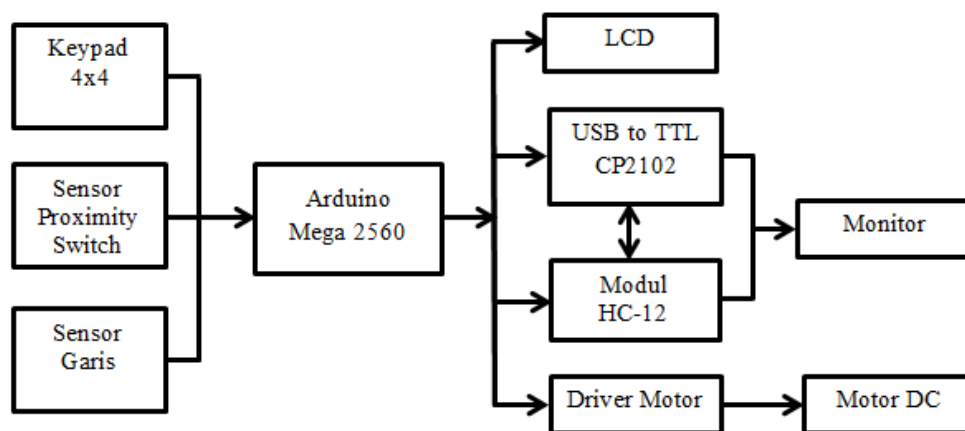 Keypad
4x4
Sensor
Proximity
Switch
Sensor
Garis
Arduino
Mega 2560
LCD
USB to TTL
CP2102
Modul
HC-12
Driver Motor
Monitor
Motor DC